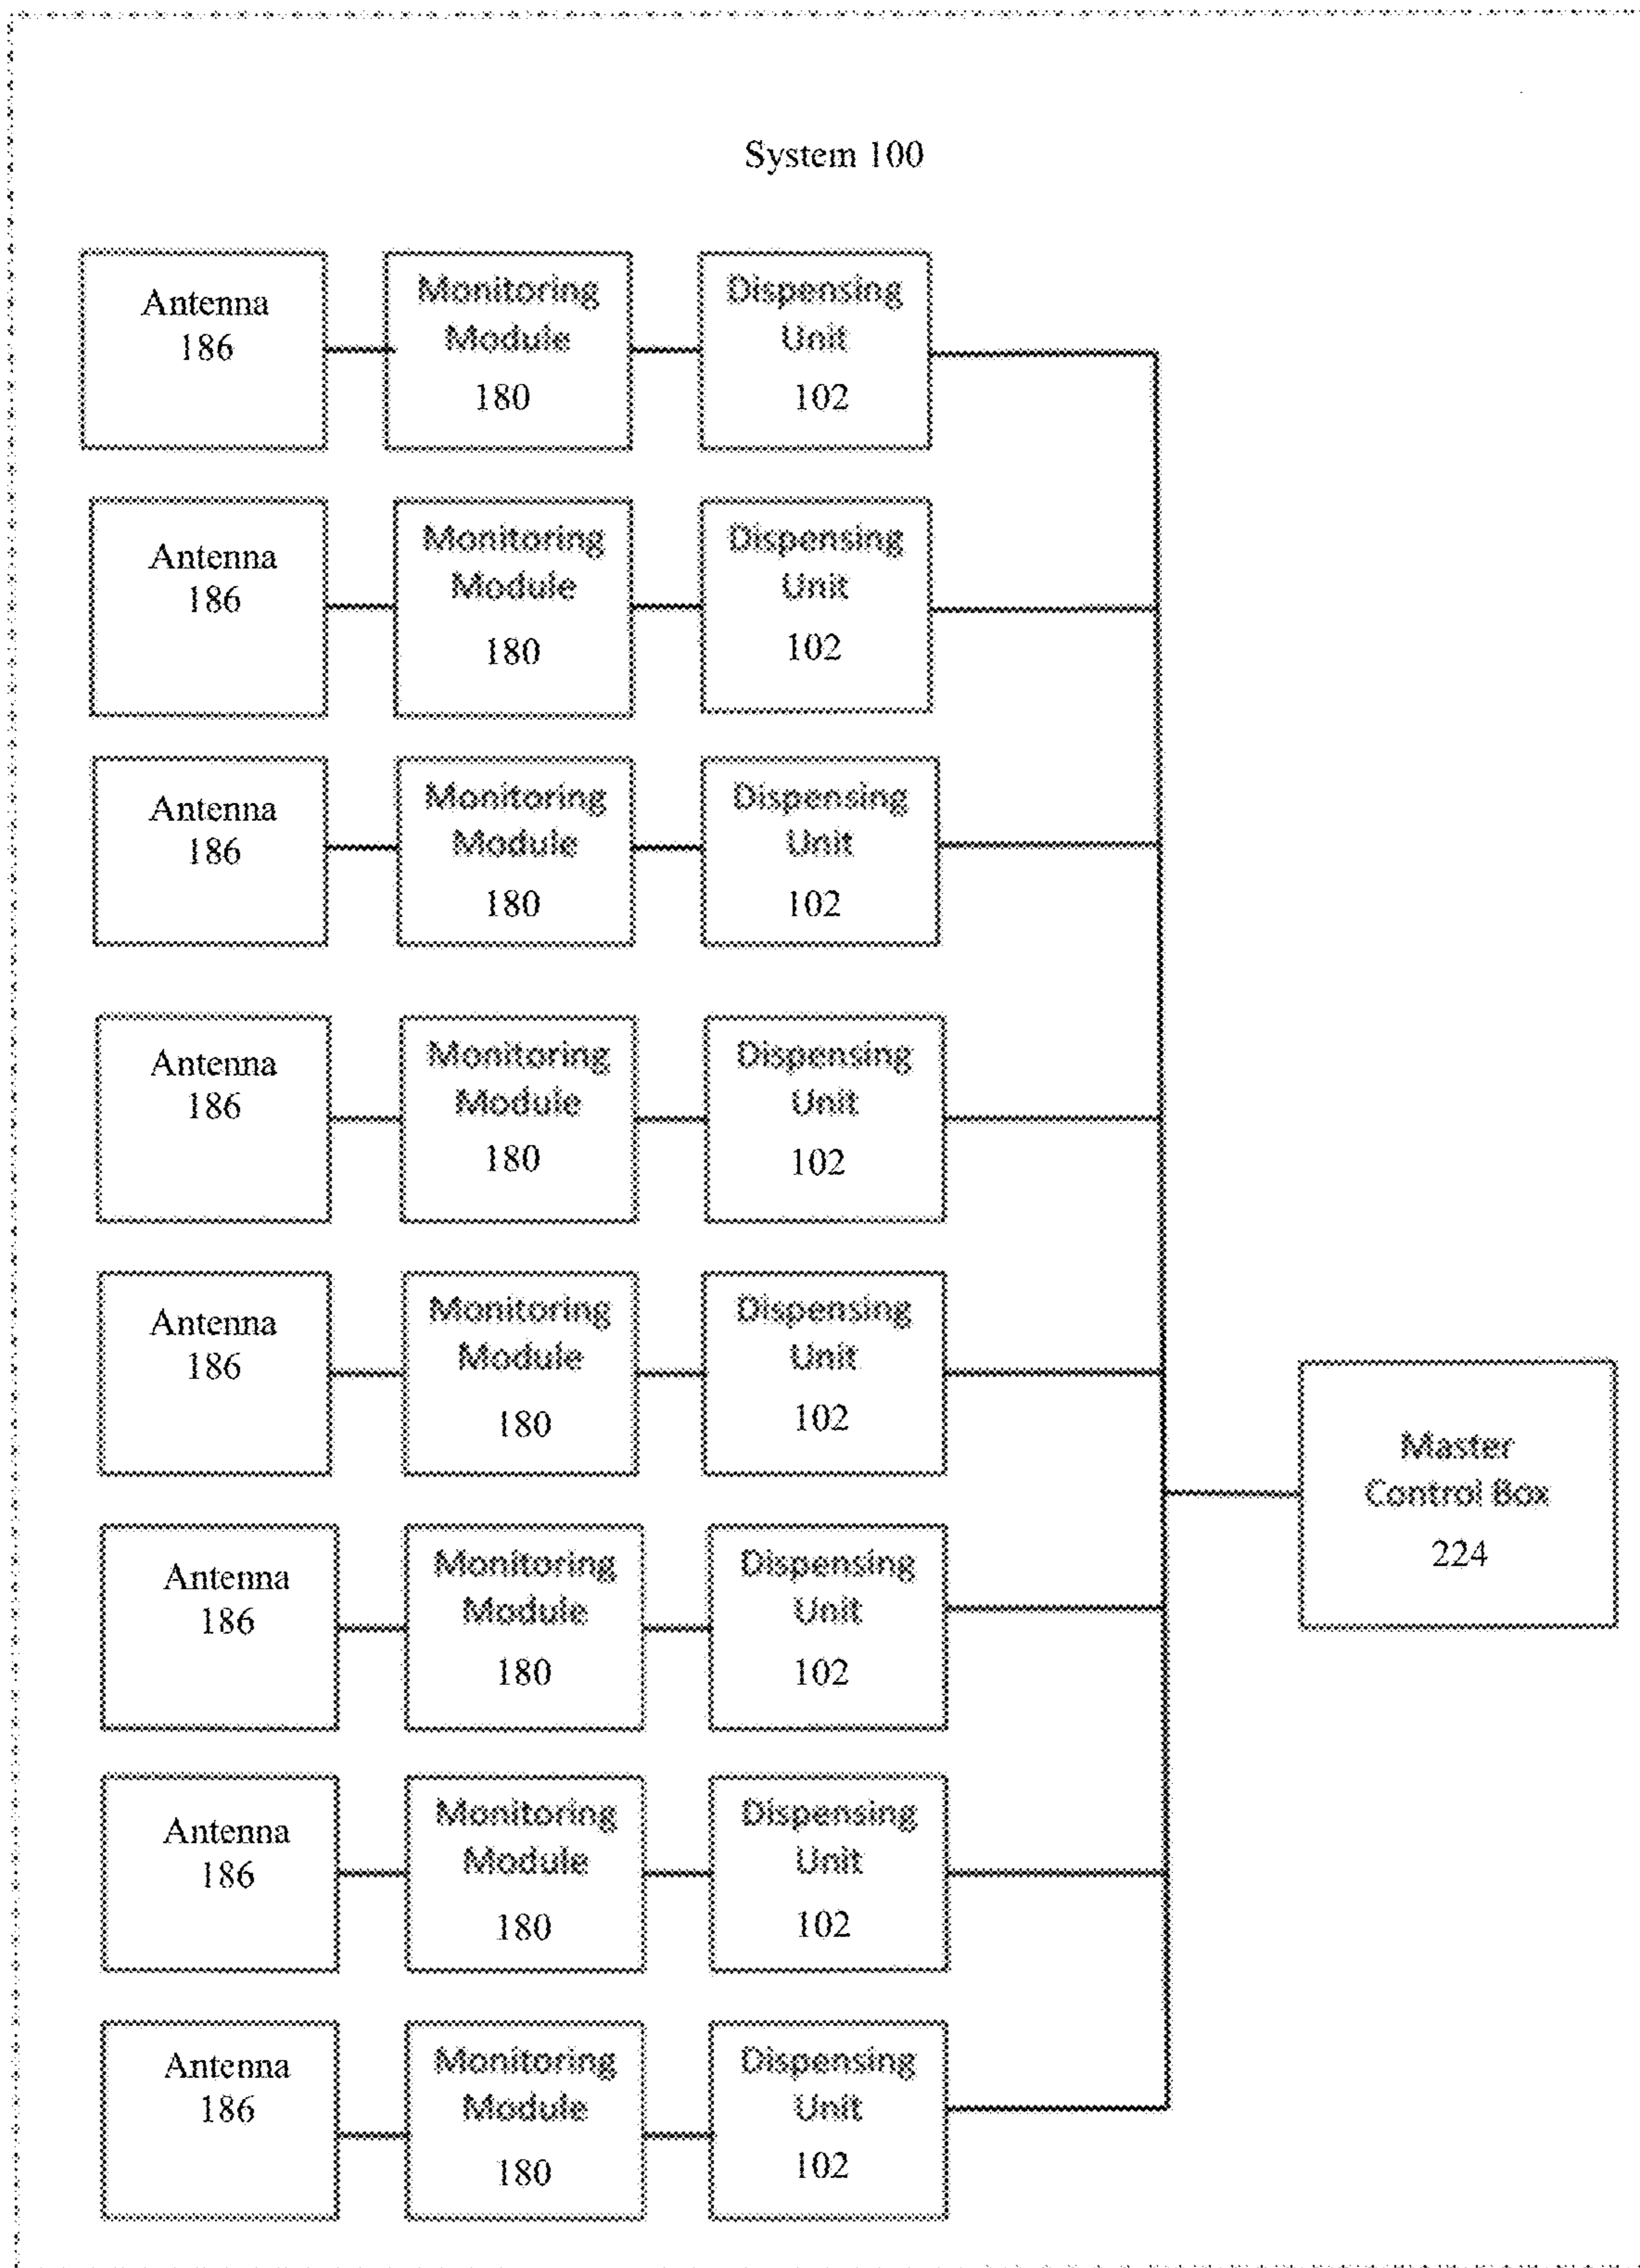 System 100
Antenna
186
Monitoring
Module
180
Dispensing
Unit
102
Antenna
186
Monitoring
Module
180
Dispensing
Unit
102
Antenna
186
Monitoring
Module
180
Dispensing
Unit
102
Antenna
186
Monitoring
Module
180
Dispensing
Unit
102
Antenna
186
Monitoring
Module
180
Dispensing
Unit
102
Master
Control Box
224
Antenna
186
Monitoring
Module
180
Dispensing
Unit
102
Antenna
186
Monitoring
Module
180
Dispensing
Unit
102
Antenna
186
Monitoring
Module
180
Dispensing
Unit
102